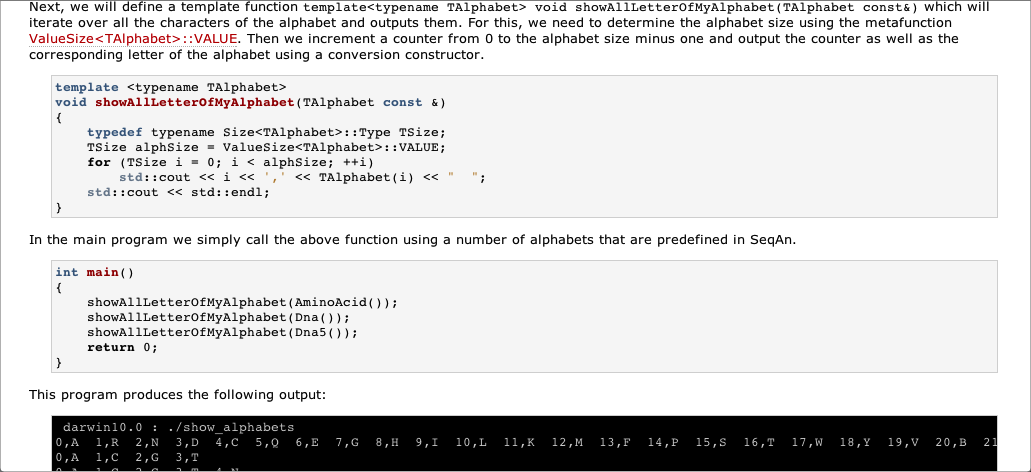 Next, we will define a template function template<typename TAlphabet> void showAllLetterOfMyAlphabet(TAlphabet const&) which will
iterate over all the characters of the alphabet and outputs them. For this, we need to determine the alphabet size using the metafunction
ValueSize<TAlphabet>::VALUE. Then we increment a counter from 0 to the alphabet size minus one and output the counter as well as the
corresponding letter of the alphabet using a conversion constructor.
template <typename TAlphabet>
void showAllLetterOfMyAlphabet(TAlphabet const &)
{
    typedef typename Size<TAlphabet>::Type TSize;
    TSize alphSize = ValueSize<TAlphabet>::VALUE;
    for (TSize i = 0; i < alphSize; ++i)
        std::cout << i << ',' << TAlphabet(i) << "  ";
    std::cout << std::endl;
}
In the main program we simply call the above function using a number of alphabets that are predefined in SeqAn.
int main()
{
    showAllLetterOfMyAlphabet(AminoAcid());
    showAllLetterOfMyAlphabet(Dna());
    showAllLetterOfMyAlphabet(Dna5());
    return 0;
}
This program produces the following output:
darwin10.0 : ./show_alphabets
0,A  1,R  2,N  3,D  4,C  5,Q  6,E  7,G  8,H  9,I  10,L  11,K  12,M  13,F  14,P  15,S  16,T  17,W  18,Y  19,V  20,B  21
0,A  1,C  2,G  3,T